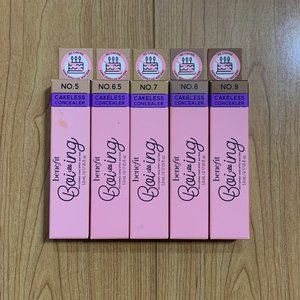 NO.5
CAKELESS
CONCEALER
benefit
Boi-ing
NO.6.5
CAKELESS
CONCEALER
benefit
Boi-ing
NO.7
CAKELESS
CONCEALER
benefit
Boi-ing
NO.8
CAKELESS
CONCEALER
benefit
Boi-ing
NO.9
CAKELESS
CONCEALER
benefit
Boi-ing